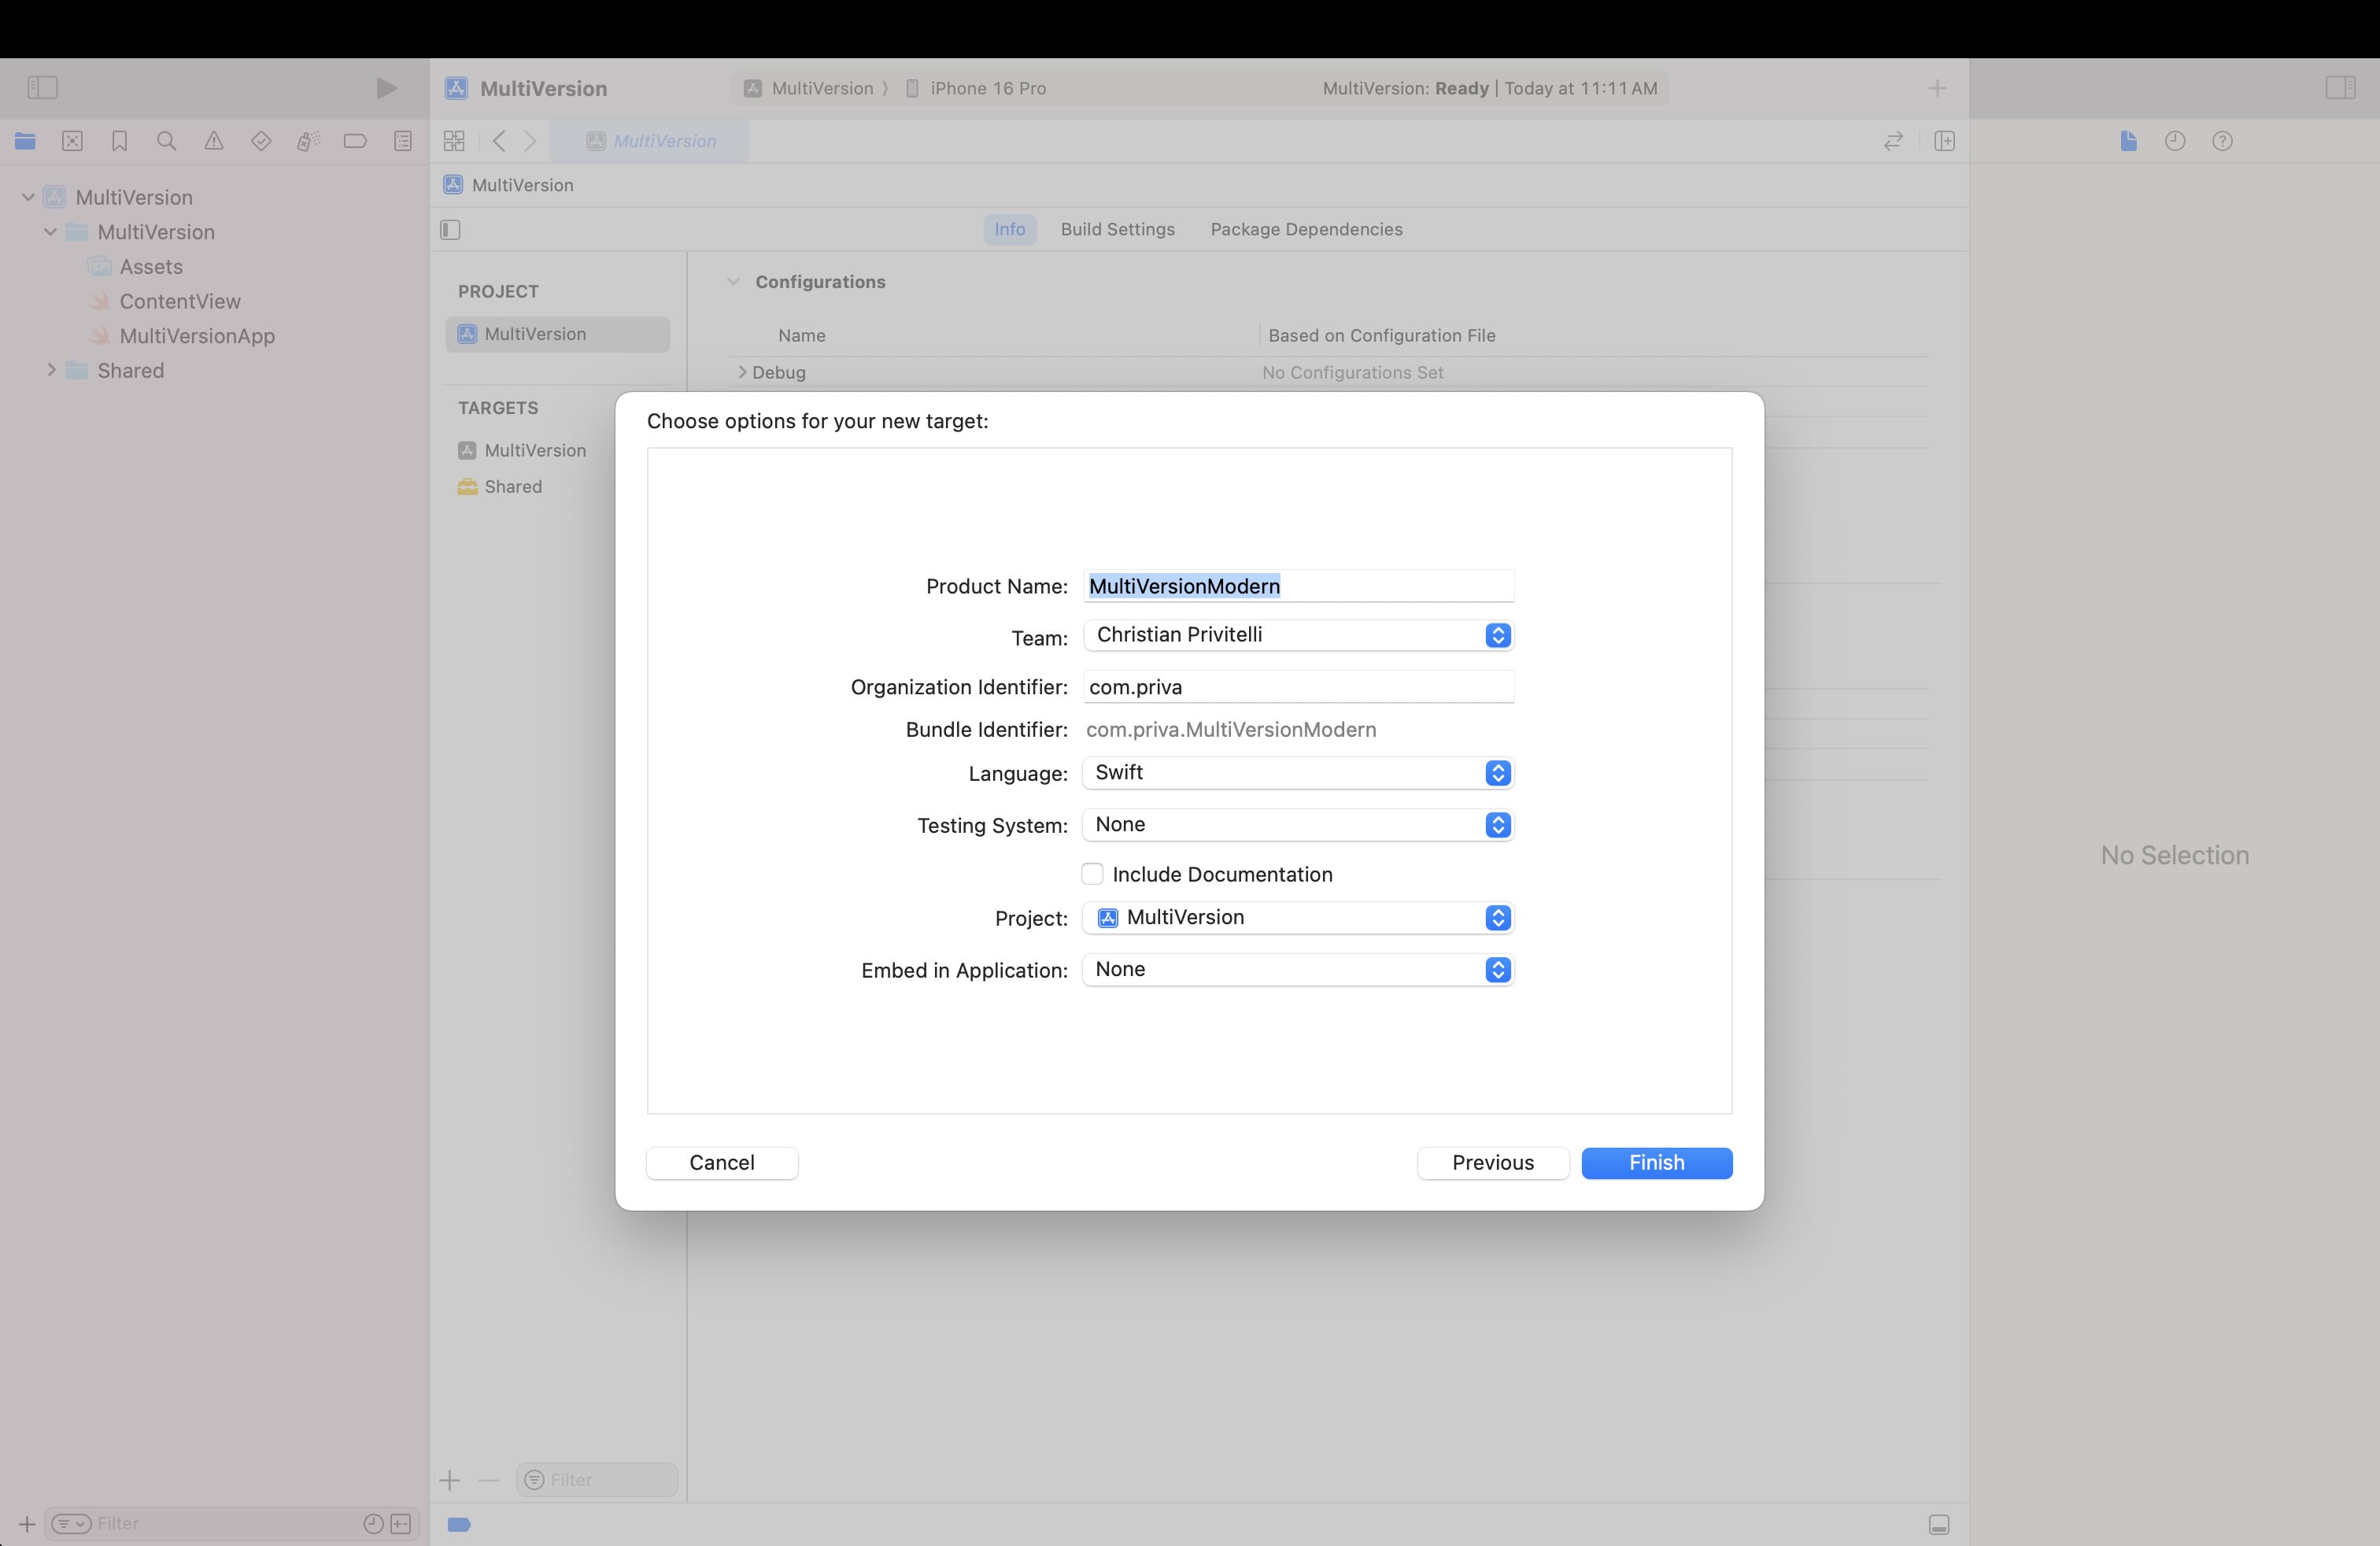 MultiVersion
MultiVersion 〉 iPhone 16 Pro
MultiVersion: Ready | Today at 11:11 AM
MultiVersion
MultiVersion
MultiVersion
MultiVersion
Assets
ContentView
MultiVersionApp
Shared
Info
Build Settings
Package Dependencies
PROJECT
MultiVersion
TARGETS
MultiVersion
Shared
Configurations
Name
Based on Configuration File
Debug
No Configurations Set
Choose options for your new target:
Product Name: MultiVersionModern
Team: Christian Privitelli
Organization Identifier: com.priva
Bundle Identifier: com.priva.MultiVersionModern
Language: Swift
Testing System: None
Include Documentation
Project: MultiVersion
Embed in Application: None
Cancel
Previous
Finish
No Selection
Filter
Filter